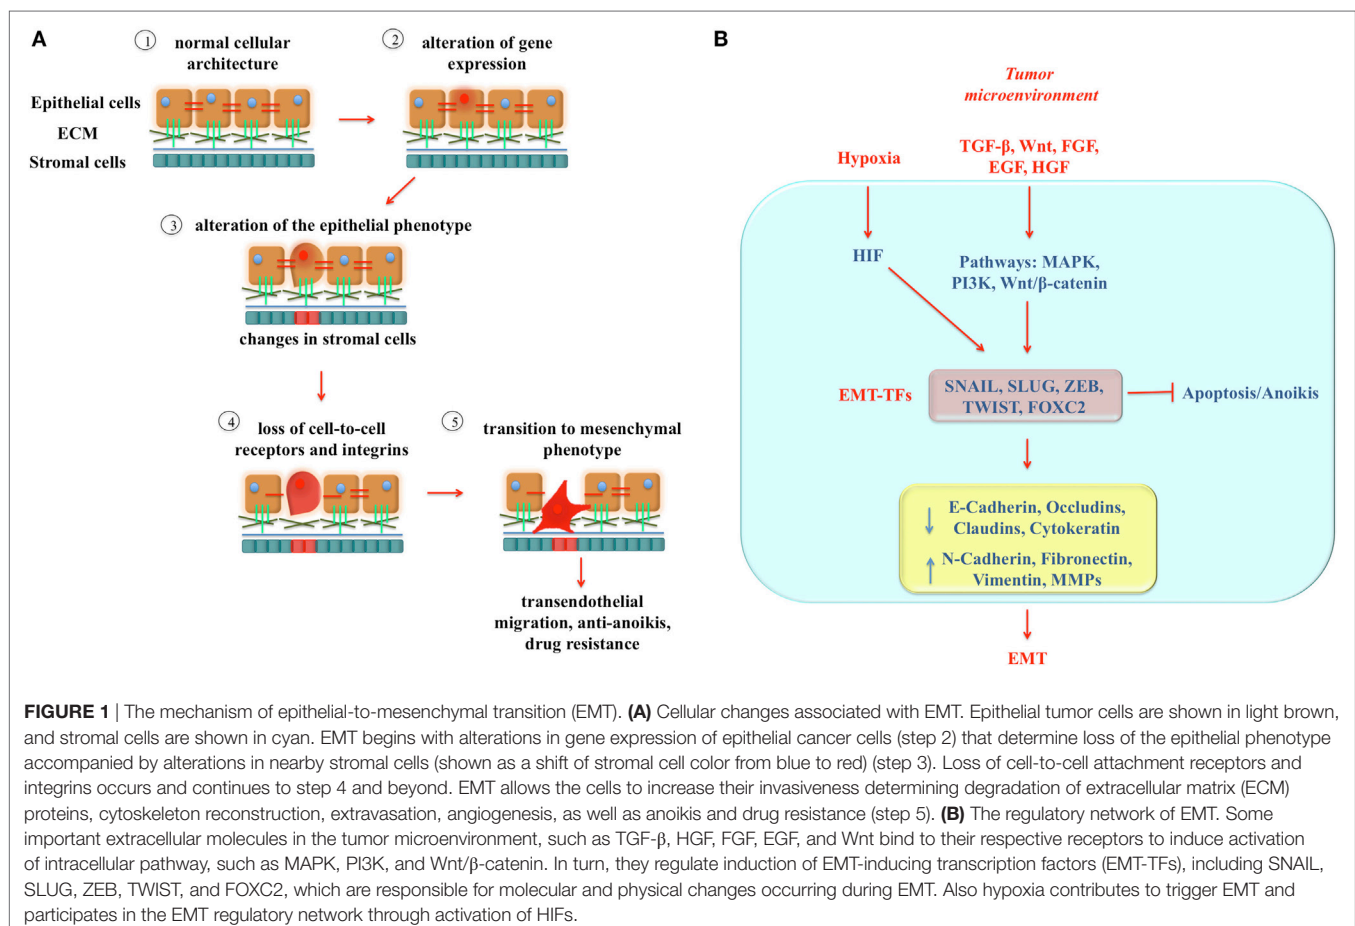 A
1 normal cellular
architecture
2 alteration of gene
expression
Epithelial cells
ECM
Stromal cells
3 alteration of the epithelial phenotype
changes in stromal cells
4 loss of cell-to-cell
receptors and integrins
5 transition to mesenchymal
phenotype
transendothelial
migration, anti-anoikis,
drug resistance
B
Tumor
microenvironment
Hypoxia
TGF-β, Wnt, FGF,
EGF, HGF
HIF
Pathways: MAPK,
PI3K, Wnt/β-catenin
EMT-TFs
SNAIL, SLUG, ZEB,
TWIST, FOXC2
Apoptosis/Anoikis
E-Cadherin, Occludins,
Claudins, Cytokeratin
N-Cadherin, Fibronectin,
Vimentin, MMPs
EMT
FIGURE 1 | The mechanism of epithelial-to-mesenchymal transition (EMT). (A) Cellular changes associated with EMT. Epithelial tumor cells are shown in light brown,
and stromal cells are shown in cyan. EMT begins with alterations in gene expression of epithelial cancer cells (step 2) that determine loss of the epithelial phenotype
accompanied by alterations in nearby stromal cells (shown as a shift of stromal cell color from blue to red) (step 3). Loss of cell-to-cell attachment receptors and
integrins occurs and continues to step 4 and beyond. EMT allows the cells to increase their invasiveness determining degradation of extracellular matrix (ECM)
proteins, cytoskeleton reconstruction, extravasation, angiogenesis, as well as anoikis and drug resistance (step 5). (B) The regulatory network of EMT. Some
important extracellular molecules in the tumor microenvironment, such as TGF-β, HGF, FGF, EGF, and Wnt bind to their respective receptors to induce activation
of intracellular pathway, such as MAPK, PI3K, and Wnt/β-catenin. In turn, they regulate induction of EMT-inducing transcription factors (EMT-TFs), including SNAIL,
SLUG, ZEB, TWIST, and FOXC2, which are responsible for molecular and physical changes occurring during EMT. Also hypoxia contributes to trigger EMT and
participates in the EMT regulatory network through activation of HIFs.